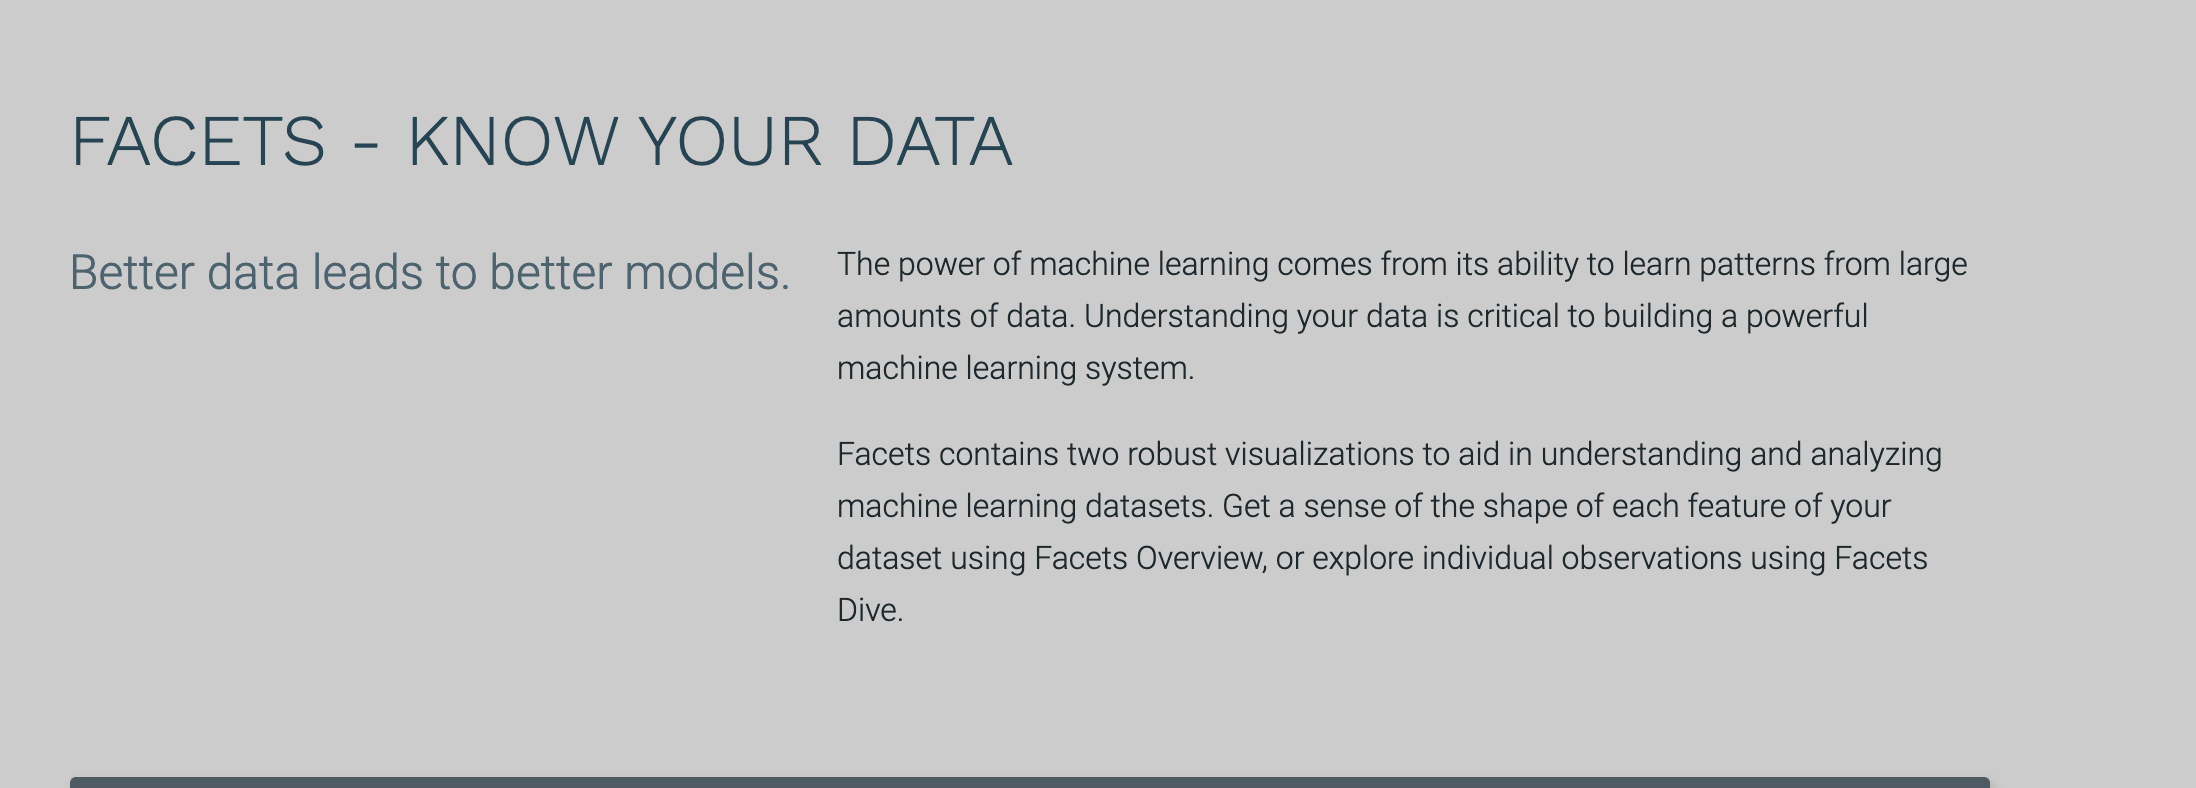 FACETS - KNOW YOUR DATA
Better data leads to better models.
The power of machine learning comes from its ability to learn patterns from large
amounts of data. Understanding your data is critical to building a powerful
machine learning system.
Facets contains two robust visualizations to aid in understanding and analyzing
machine learning datasets. Get a sense of the shape of each feature of your
dataset using Facets Overview, or explore individual observations using Facets
Dive.